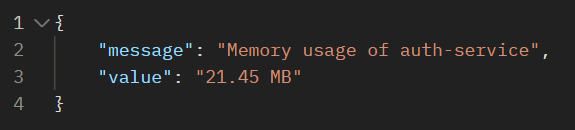 1 {
2 "message": "Memory usage of auth-service",
3 "value": "21.45 MB"
4 }